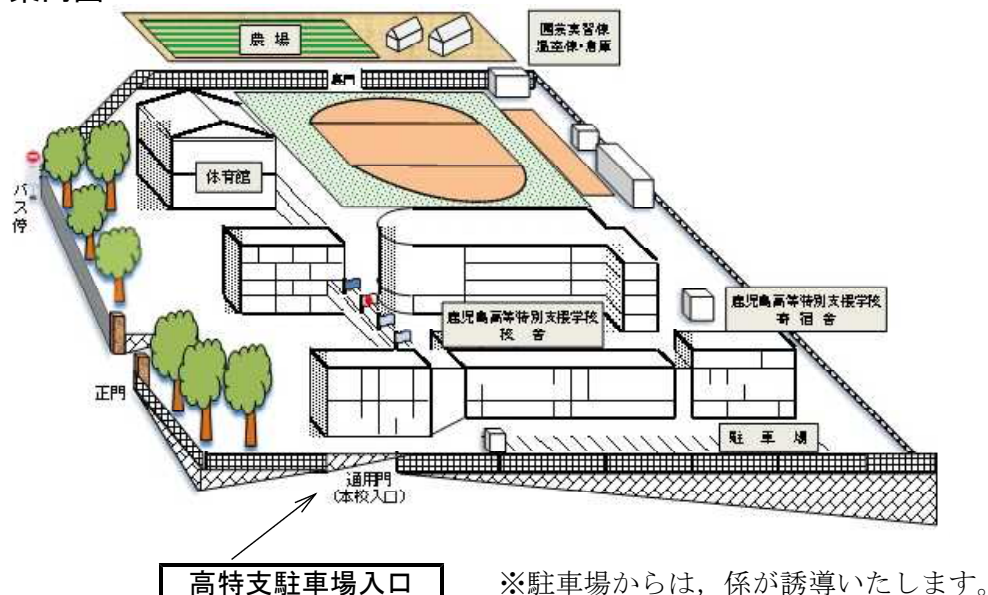 案内図
農場
園芸実習棟
温室棟・倉庫
裏門
体育館
バス停
鹿児島高等特別支援学校
校舎
鹿児島高等特別支援学校
寄宿舎
正門
駐車場
通用門
(本校入口)
高特支駐車場入口
※駐車場からは，係が誘導いたします。